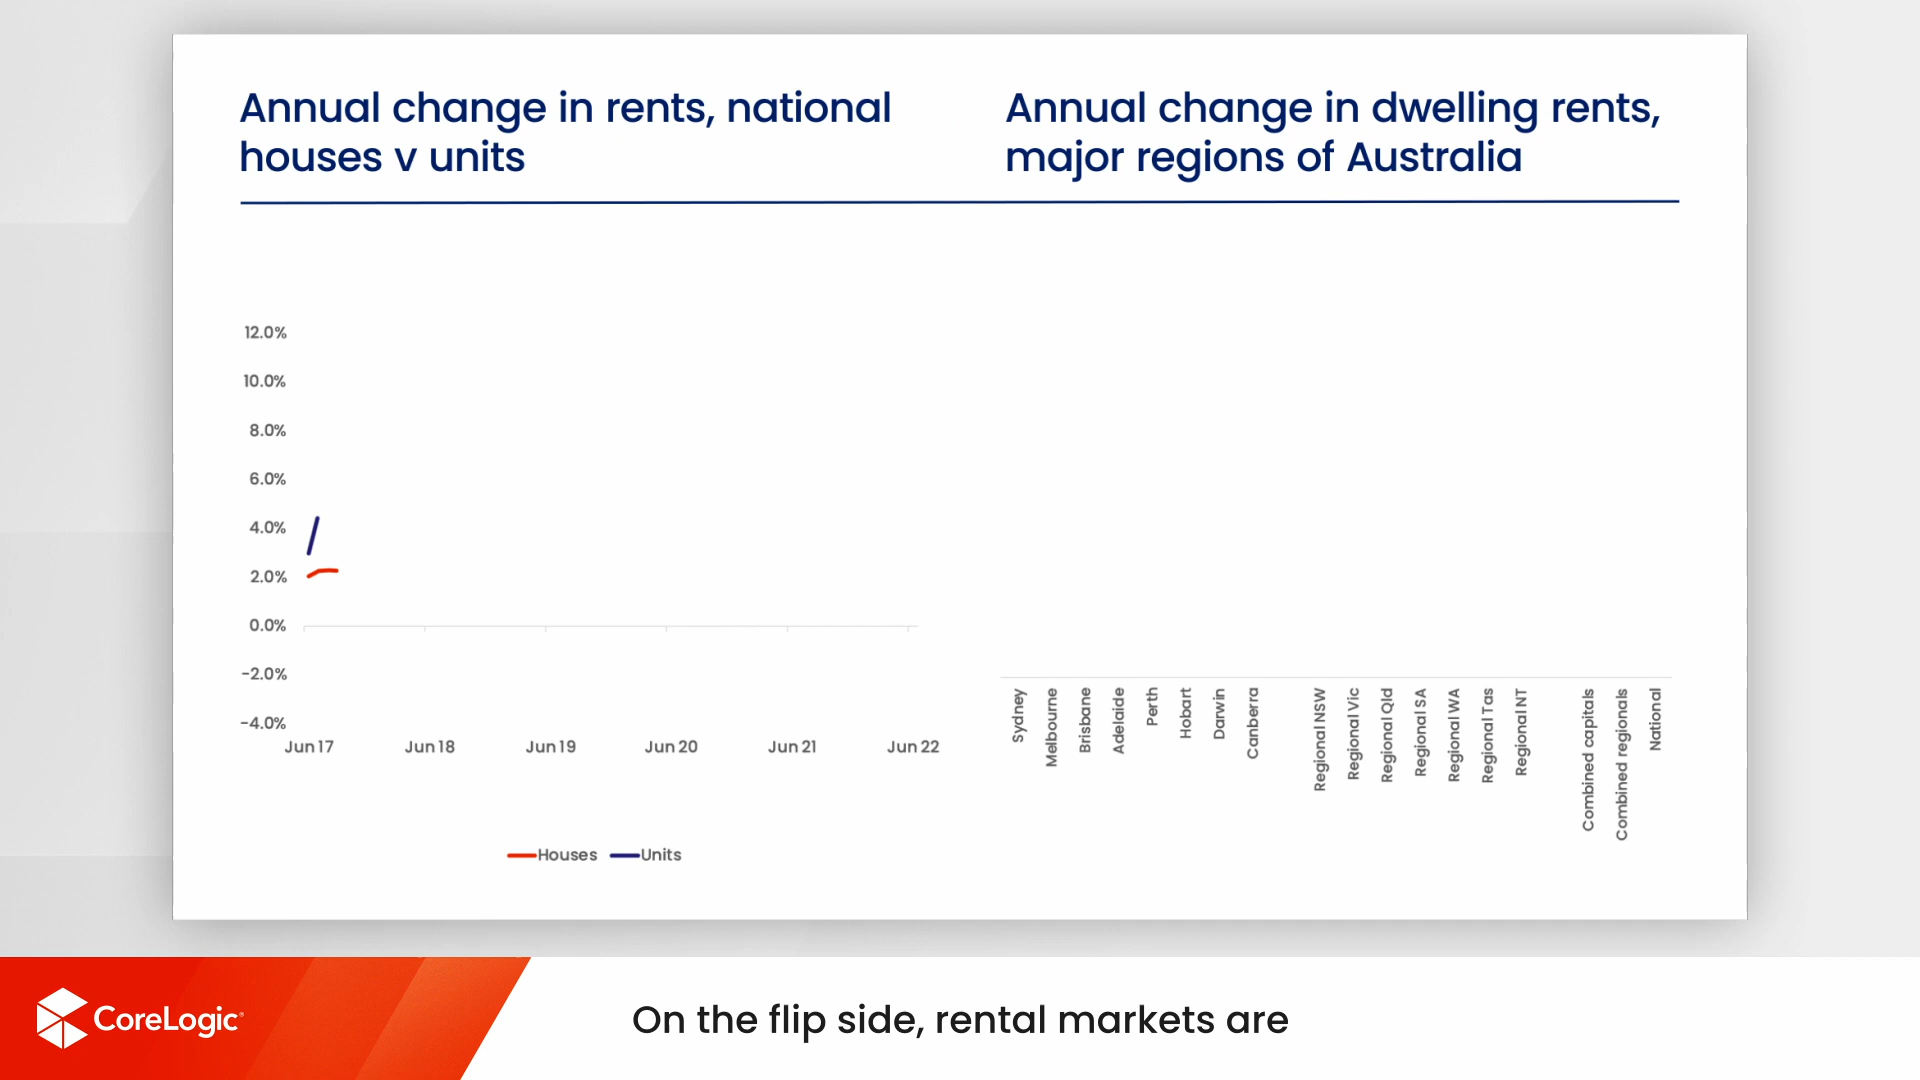 Annual change in rents, national
houses v units
Annual change in dwelling rents,
major regions of Australia
12.0%
10.0%
8.0%
6.0%
4.0%
2.0%
0.0%
-2.0%
-4.0%
Jun 17
Jun 18
Jun 19
Jun 20
Jun 21
Jun 22
Houses
Units
Sydney
Melbourne
Brisbane
Adelaide
Perth
Hobart
Darwin
Canberra
Regional NSW
Regional Vic
Regional Qld
Regional SA
Regional WA
Regional Tas
Regional NT
Combined capitals
Combined regionals
National
CoreLogic
On the flip side, rental markets are